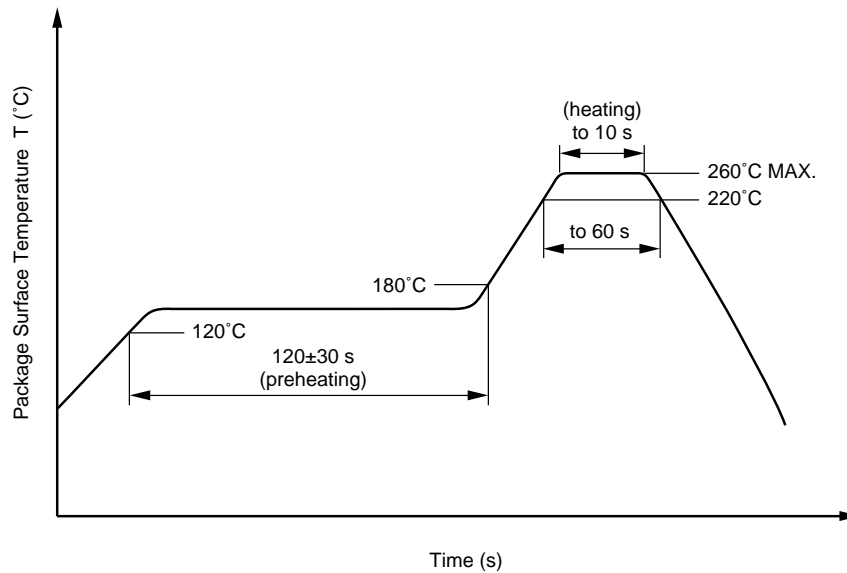 Package Surface Temperature T (˚C)
(heating)
to 10 s
260˚C MAX.
220˚C
to 60 s
180˚C
120˚C
120±30 s
(preheating)
Time (s)